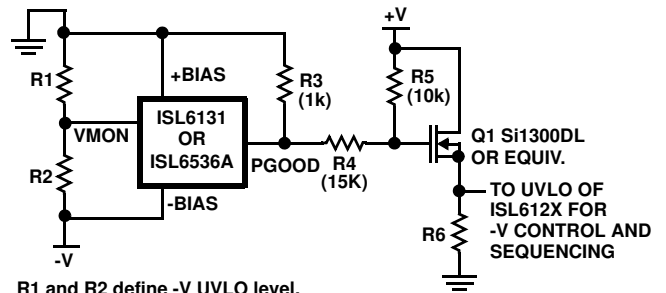 +V
R1
+BIAS
R3
(1k)
R5
(10k)
ISL6131
OR
ISL6536A
VMON
PGOOD
R4
(15K)
Q1 Si1300DL
OR EQUIV.
R2
-BIAS
-V
TO UVLO OF
ISL612X FOR
-V CONTROL AND
SEQUENCING
R6
R1 and R2 define -V UVLO level.